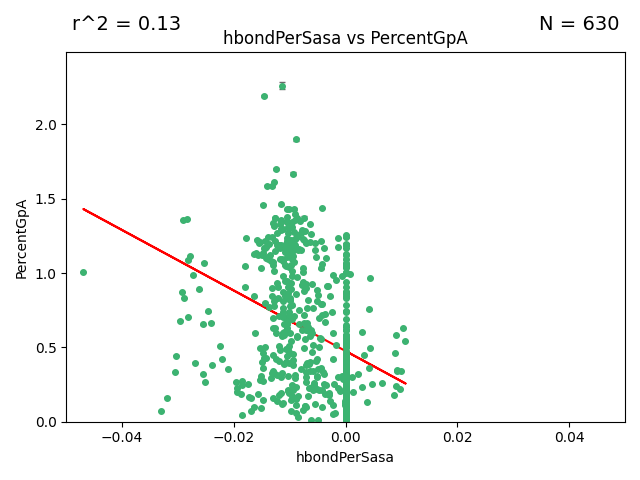 r^2 = 0.13
N = 630
hbondPerSasa vs PercentGpA
2.0
1.5
1.0
0.5
0.0
PercentGpA
−0.04 −0.02 0.00 0.02 0.04
hbondPerSasa